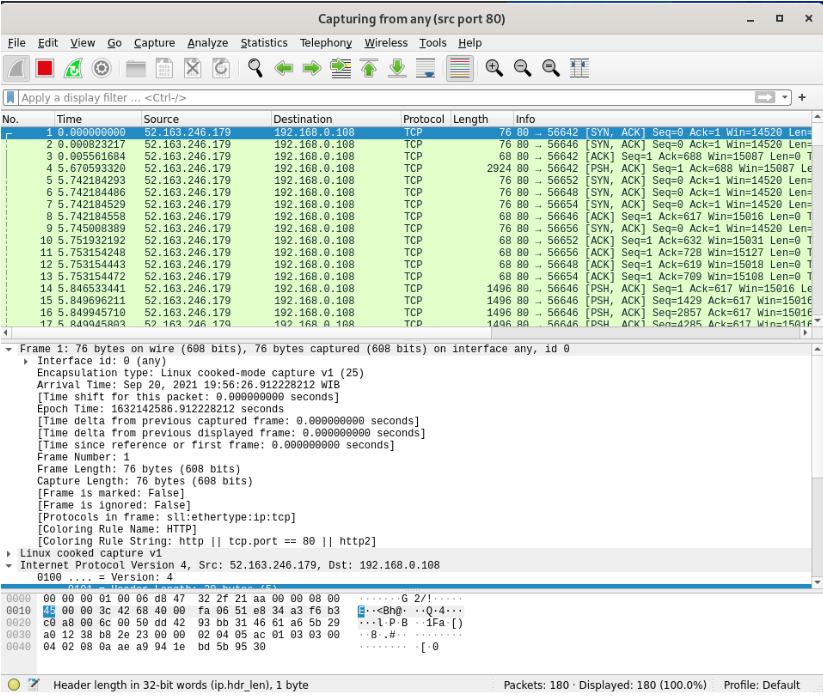 Capturing from any (src port 80)
File Edit View Go Capture Analyze Statistics Telephony Wireless Tools Help
Apply a display filter ... <Ctrl-/>
No. Time Source Destination Protocol Length Info
1 0.000000000 52.163.246.179 192.168.0.108 TCP 76 80 → 56642 [SYN, ACK] Seq=0 Ack=1 Win=14520 Len=
2 0.000823217 52.163.246.179 192.168.0.108 TCP 76 80 → 56646 [SYN, ACK] Seq=0 Ack=1 Win=14520 Len=
3 0.005561684 52.163.246.179 192.168.0.108 TCP 68 80 → 56642 [ACK] Seq=1 Ack=688 Win=15087 Len=0 T
4 5.670593320 52.163.246.179 192.168.0.108 TCP 2924 80 → 56642 [PSH, ACK] Seq=1 Ack=688 Win=15087 Le
5 5.742184293 52.163.246.179 192.168.0.108 TCP 76 80 → 56652 [SYN, ACK] Seq=0 Ack=1 Win=14520 Len=
6 5.742184486 52.163.246.179 192.168.0.108 TCP 76 80 → 56648 [SYN, ACK] Seq=0 Ack=1 Win=14520 Len=
7 5.742184529 52.163.246.179 192.168.0.108 TCP 76 80 → 56654 [SYN, ACK] Seq=0 Ack=1 Win=14520 Len=
8 5.742184558 52.163.246.179 192.168.0.108 TCP 68 80 → 56646 [ACK] Seq=1 Ack=617 Win=15016 Len=0 T
9 5.745008389 52.163.246.179 192.168.0.108 TCP 76 80 → 56656 [SYN, ACK] Seq=0 Ack=1 Win=14520 Len=
10 5.751932192 52.163.246.179 192.168.0.108 TCP 68 80 → 56652 [ACK] Seq=1 Ack=632 Win=15031 Len=0 T
11 5.753154248 52.163.246.179 192.168.0.108 TCP 68 80 → 56656 [ACK] Seq=1 Ack=728 Win=15127 Len=0 T
12 5.753154443 52.163.246.179 192.168.0.108 TCP 68 80 → 56648 [ACK] Seq=1 Ack=619 Win=15018 Len=0 T
13 5.753154472 52.163.246.179 192.168.0.108 TCP 68 80 → 56654 [ACK] Seq=1 Ack=709 Win=15108 Len=0 T
14 5.846533441 52.163.246.179 192.168.0.108 TCP 1496 80 → 56646 [PSH, ACK] Seq=1 Ack=617 Win=15016 Le
15 5.849696211 52.163.246.179 192.168.0.108 TCP 1496 80 → 56646 [PSH, ACK] Seq=1429 Ack=617 Win=15016
16 5.849945710 52.163.246.179 192.168.0.108 TCP 1496 80 → 56646 [PSH, ACK] Seq=2857 Ack=617 Win=15016
17 5.849945803 52.163.246.179 192.168.0.108 TCP 1496 80 → 56646 [PSH, ACK] Seq=4285 Ack=617 Win=15016
Frame 1: 76 bytes on wire (608 bits), 76 bytes captured (608 bits) on interface any, id 0
Interface id: 0 (any)
Encapsulation type: Linux cooked-mode capture v1 (25)
Arrival Time: Sep 20, 2021 19:56:26.912228212 WIB
[Time shift for this packet: 0.000000000 seconds]
Epoch Time: 1632142586.912228212 seconds
[Time delta from previous captured frame: 0.000000000 seconds]
[Time delta from previous displayed frame: 0.000000000 seconds]
[Time since reference or first frame: 0.000000000 seconds]
Frame Number: 1
Frame Length: 76 bytes (608 bits)
Capture Length: 76 bytes (608 bits)
[Frame is marked: False]
[Frame is ignored: False]
[Protocols in frame: sll:ethertype:ip:tcp]
[Coloring Rule Name: HTTP]
[Coloring Rule String: http || tcp.port == 80 || http2]
Linux cooked capture v1
Internet Protocol Version 4, Src: 52.163.246.179, Dst: 192.168.0.108
0100 .... = Version: 4
.... 0101 = Header Length: 20 bytes (5)
0000 00 00 00 01 00 06 d8 47 32 2f 21 aa 00 00 08 00 ·······G 2/!·····
0010 45 00 00 3c 42 68 40 00 fa 06 51 e8 34 a3 f6 b3 E··<Bh@· ··Q·4···
0020 c0 a8 00 6c 00 50 dd 42 93 bb 31 46 61 a6 5b 29 ···l·P·B ··1Fa·[)
0030 a0 12 38 b8 2e 23 00 00 02 04 05 ac 01 03 03 00 ··8·.#·· ········
0040 04 02 08 0a ae a9 94 1e bd 5b 95 30 ········ ·[·0
Header length in 32-bit words (ip.hdr_len), 1 byte Packets: 180 · Displayed: 180 (100.0%) Profile: Default